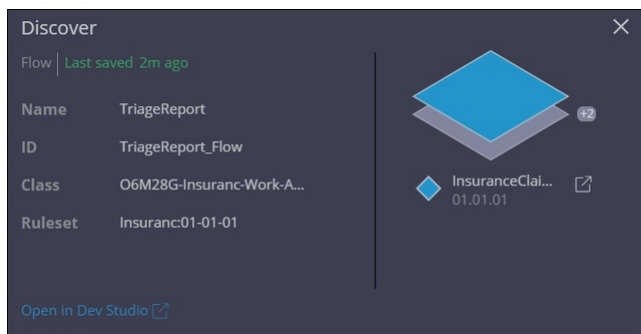 Discover
Flow Last saved 2m ago
Name TriageReport
ID TriageReport_Flow
Class O6M28G-Insuranc-Work-A...
Ruleset Insuranc:01-01-01
+2
InsuranceClai...
01.01.01
Open in Dev Studio